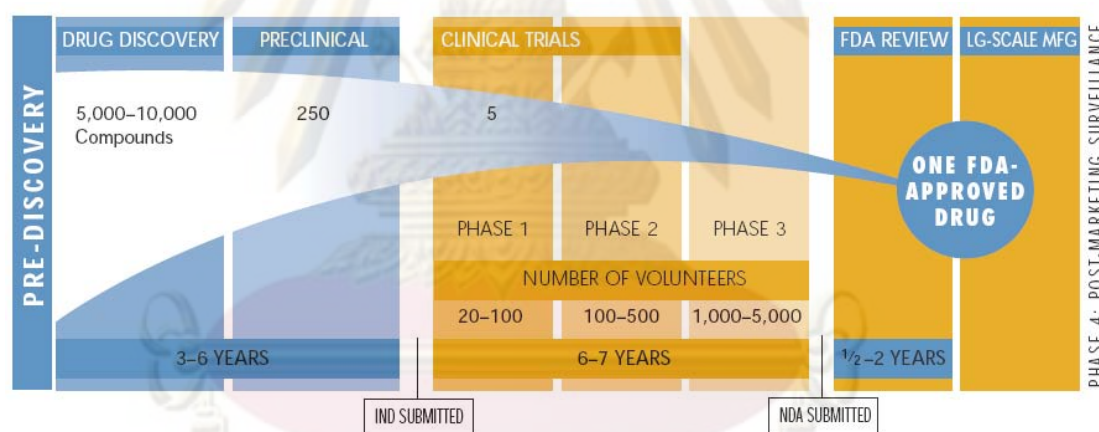 PRE-DISCOVERY
DRUG DISCOVERY
PRECLINICAL
CLINICAL TRIALS
FDA REVIEW
LG-SCALE MFG
5,000–10,000
Compounds
250
5
ONE FDA-
APPROVED
DRUG
PHASE 1
PHASE 2
PHASE 3
NUMBER OF VOLUNTEERS
20–100
100–500
1,000–5,000
3–6 YEARS
6–7 YEARS
½–2 YEARS
IND SUBMITTED
NDA SUBMITTED
PHASE 4: POST-MARKETING SURVEILLANCE